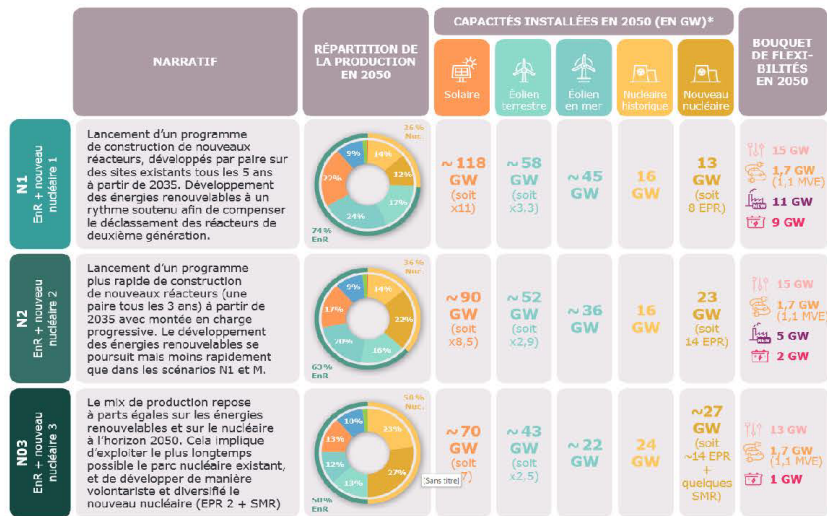 NARRATIF
RÉPARTITION DE
LA PRODUCTION
EN 2050
CAPACITÉS INSTALLÉES EN 2050 (EN GW)*
Solaire
Éolien
terrestre
Éolien
en mer
Nucléaire
historique
Nouveau
nucléaire
BOUQUET
DE FLEXI-
BILITÉS
EN 2050
N1
EnR + nouveau
nucléaire 1
Lancement d'un programme
de construction de nouveaux
réacteurs, développés par paire sur
des sites existants tous les 5 ans
à partir de 2035. Développement
des énergies renouvelables à un
rythme soutenu afin de compenser
le déclassement des réacteurs de
deuxième génération.
26 %
Nuc.
9%
14%
12%
12%
24%
22%
74 %
EnR
~118
GW
(soit
x11)
~58
GW
(soit
x3.3)
~45
GW
16
GW
13
GW
(soit
8 EPR)
15 GW
1,7 GW
(1,1 MVE)
11 GW
9 GW
N2
EnR + nouveau
nucléaire 2
Lancement d'un programme
plus rapide de construction
de nouveaux réacteurs (une
paire tous les 3 ans) à partir de
2035 avec montée en charge
progressive. Le développement
des énergies renouvelables se
poursuit mais moins rapidement
que dans les scénarios N1 et M.
36 %
Nuc.
9%
14%
22%
16%
20%
17%
63 %
EnR
~90
GW
(soit
x8,5)
~52
GW
(soit
x2,9)
~36
GW
16
GW
23
GW
(soit
14 EPR)
15 GW
1,7 GW
(1,1 MVE)
5 GW
2 GW
N03
EnR + nouveau
nucléaire 3
Le mix de production repose
à parts égales sur les énergies
renouvelables et sur le nucléaire
à l'horizon 2050. Cela implique
d'exploiter le plus longtemps
possible le parc nucléaire existant,
et de développer de manière
volontariste et diversifié le
nouveau nucléaire (EPR 2 + SMR)
50 %
Nuc.
10%
23%
27%
13%
12%
13%
50 %
EnR
(Sans titre)
~70
GW
(soit
7)
~43
GW
(soit
x2,5)
~22
GW
24
GW
~27
GW
(soit
~14 EPR
+
quelques
SMR)
13 GW
1,7 GW
(1,1 MVE)
1 GW